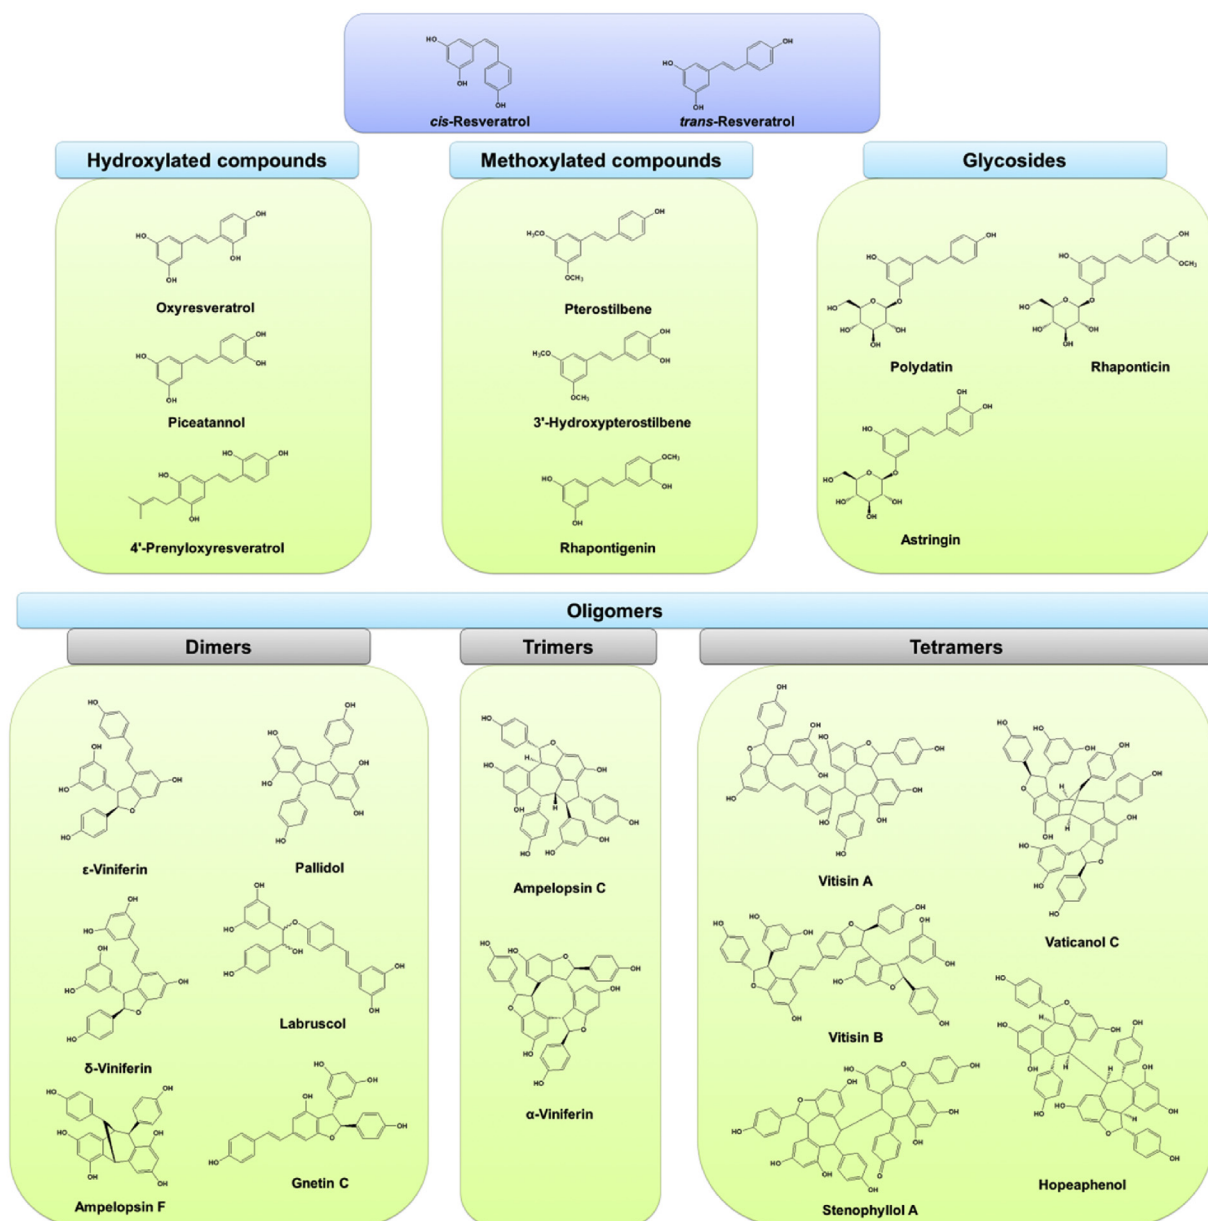 cis-Resveratrol
trans-Resveratrol
Hydroxylated compounds
Methoxylated compounds
Glycosides
Oxyresveratrol
Piceatannol
4'-Prenyloxyresveratrol
Pterostilbene
3'-Hydroxypterostilbene
Rhapontigenin
Polydatin
Rhaponticin
Astringin
Oligomers
Dimers
Trimers
Tetramers
ε-Viniferin
Pallidol
δ-Viniferin
Labruscol
Ampelopsin F
Gnetin C
Ampelopsin C
α-Viniferin
Vitisin A
Vaticanol C
Vitisin B
Stenophyllol A
Hopeaphenol